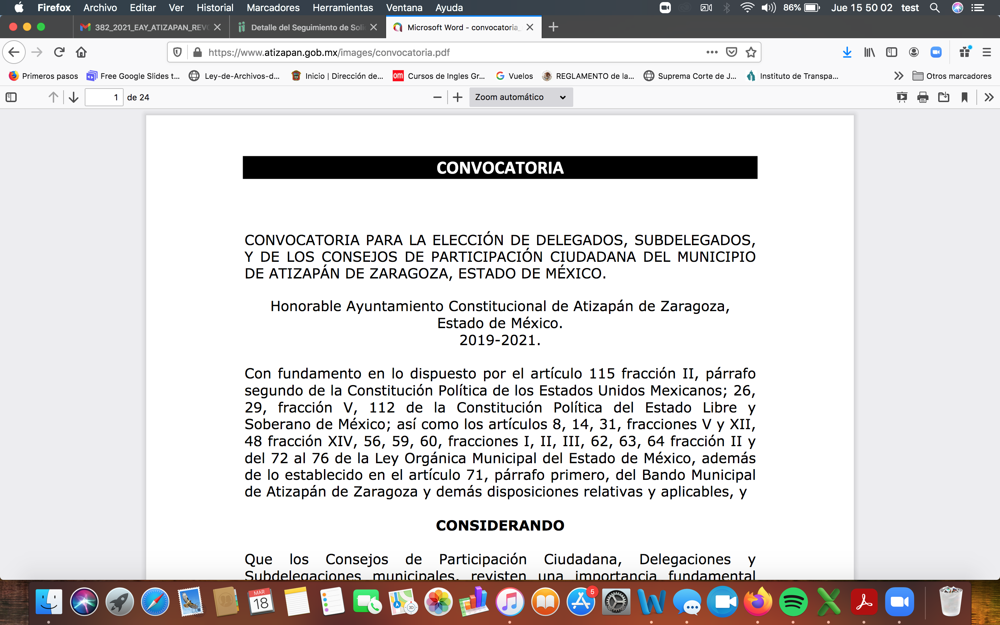 Firefox Archivo Editar Ver Historial Marcadores Herramientas Ventana Ayuda 86% Jue 15 50 02 test
382_2021_EAY_ATIZAPAN_REVO Detalle del Seguimiento de Soli Microsoft Word - convocatoria_
https://www.atizapan.gob.mx/images/convocatoria.pdf
Primeros pasos Free Google Slides t... Ley-de-Archivos-d... Inicio | Dirección de... om Cursos de Ingles Gr... Vuelos REGLAMENTO de la... Suprema Corte de J... Instituto de Transpa... Otros marcadores
1 de 24 Zoom automático
CONVOCATORIA
CONVOCATORIA PARA LA ELECCIÓN DE DELEGADOS, SUBDELEGADOS,
Y DE LOS CONSEJOS DE PARTICIPACIÓN CIUDADANA DEL MUNICIPIO
DE ATIZAPÁN DE ZARAGOZA, ESTADO DE MÉXICO.
Honorable Ayuntamiento Constitucional de Atizapán de Zaragoza,
Estado de México.
2019-2021.
Con fundamento en lo dispuesto por el artículo 115 fracción II, párrafo
segundo de la Constitución Política de los Estados Unidos Mexicanos; 26,
29, fracción V, 112 de la Constitución Política del Estado Libre y
Soberano de México; así como los artículos 8, 14, 31, fracciones V y XII,
48 fracción XIV, 56, 59, 60, fracciones I, II, III, 62, 63, 64 fracción II y
del 72 al 76 de la Ley Orgánica Municipal del Estado de México, además
de lo establecido en el artículo 71, párrafo primero, del Bando Municipal
de Atizapán de Zaragoza y demás disposiciones relativas y aplicables, y
CONSIDERANDO
Que los Consejos de Participación Ciudadana, Delegaciones y
Subdelegaciones municipales, revisten una importancia fundamental
MAR
18
3D
5